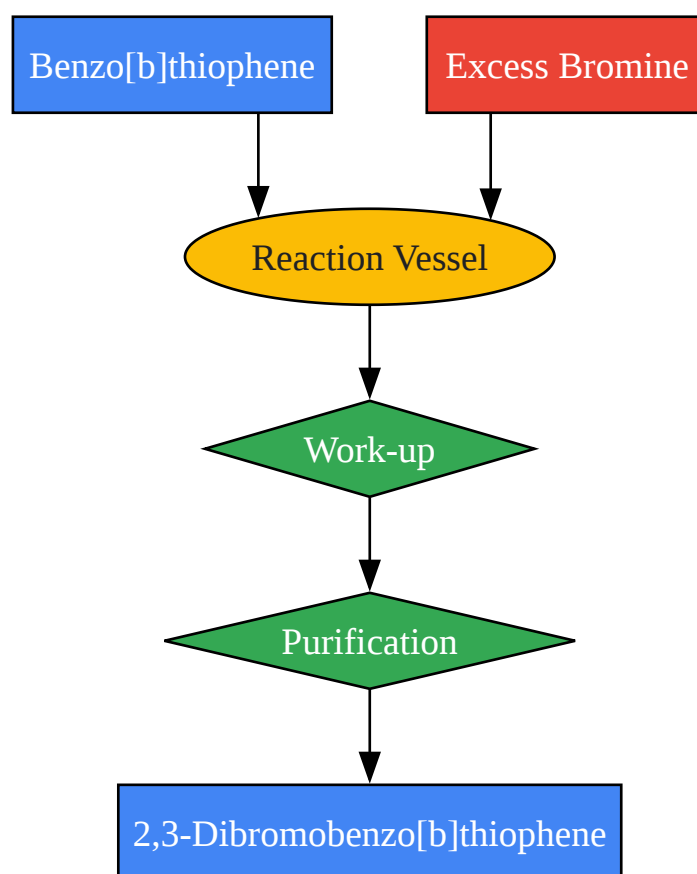 Benzo[b]thiophene
Excess Bromine
Reaction Vessel
Work-up
Purification
2,3-Dibromobenzo[b]thiophene